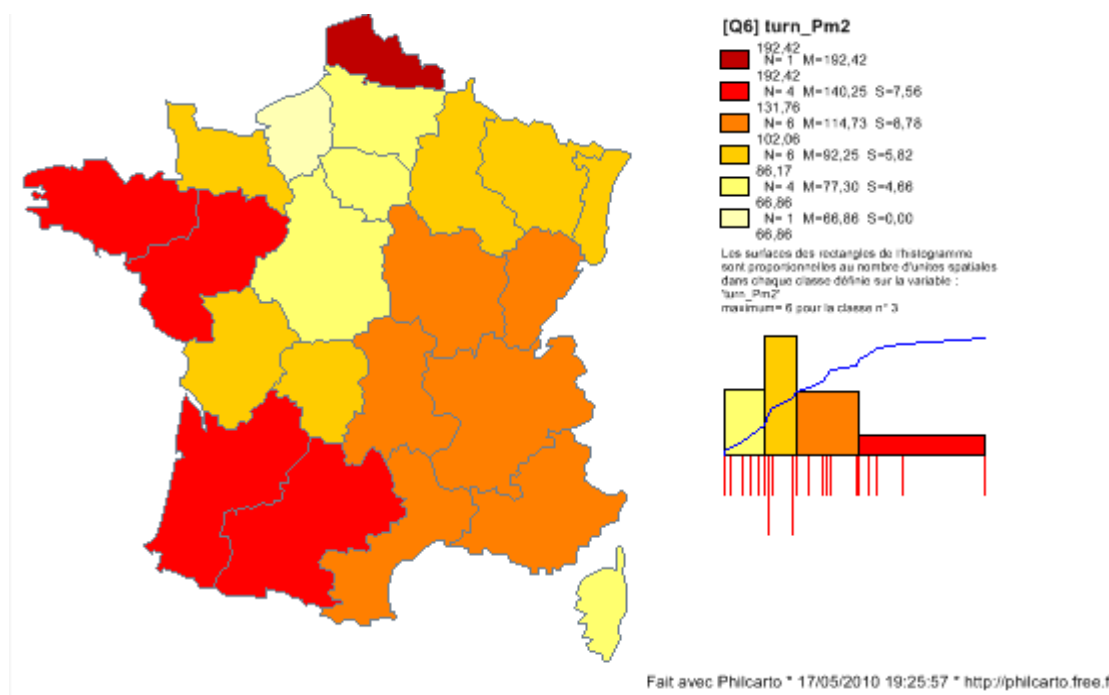 [Q6] turn_Pm2
192,42
N= 1 M=192,42
192,42
N= 4 M=140,25 S=7,56
131,76
N= 6 M=114,73 S=8,78
102,06
N= 6 M=92,25 S=5,82
86,17
N= 4 M=77,30 S=4,66
66,86
N= 1 M=66,86 S=0,00
66,86
Les surfaces des rectangles de l'histogramme
sont proportionnelles au nombre d'unites spatiales
dans chaque classe définie sur la variable :
'turn_Pm2'
maximum= 6 pour la classe n° 3
Fait avec Philcarto * 17/05/2010 19:25:57 * http://philcarto.free.f